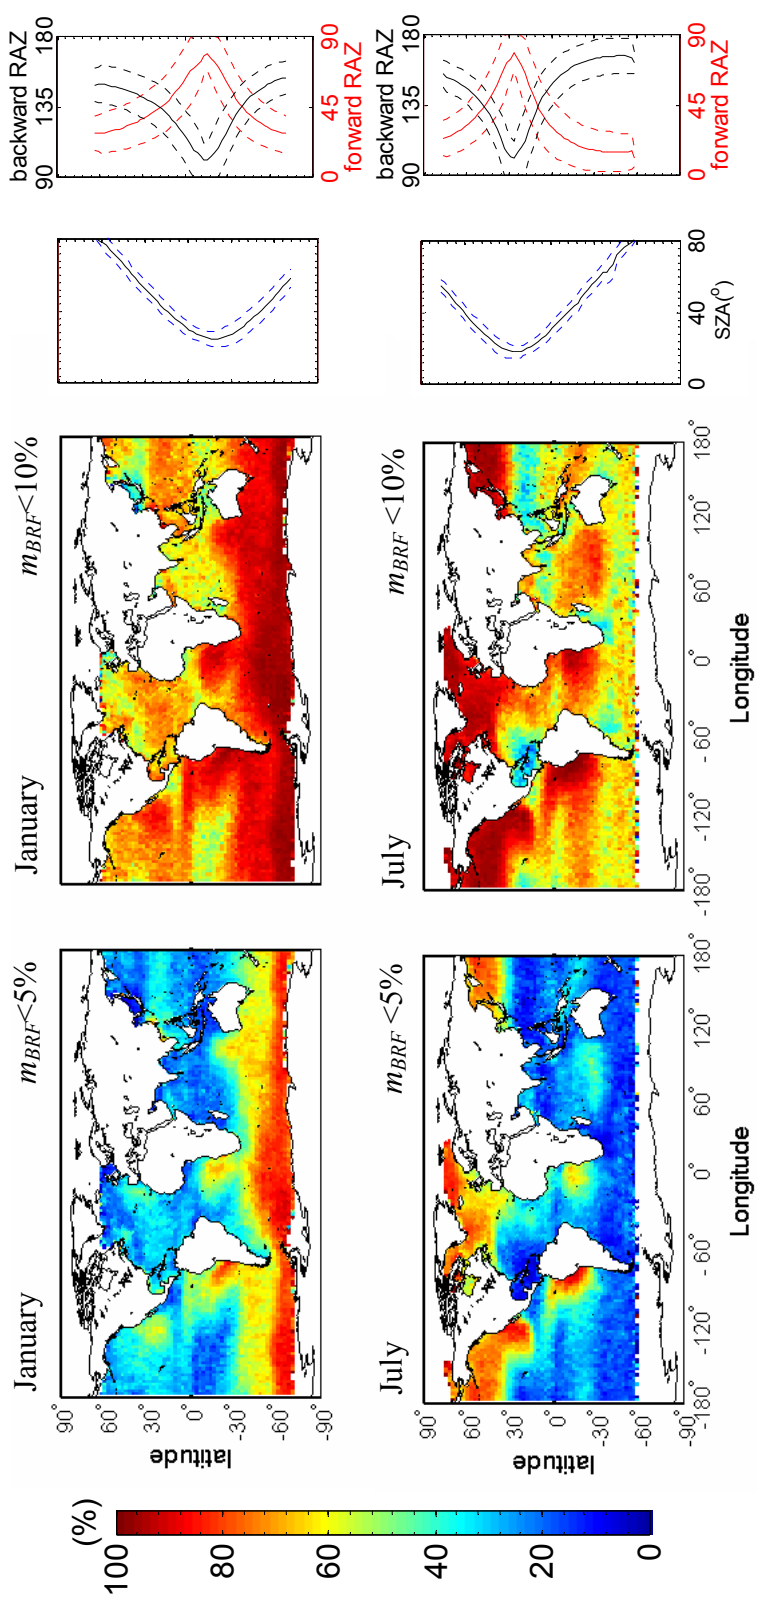 (%)
100
80
60
40
20
0
January
m_BRF<5%
90°
60°
30°
0°
-30°
-60°
-90°
latitude
January
m_BRF<10%
backward RAZ
180
135
90
90
45
0
forward RAZ
July
m_BRF<5%
90°
60°
30°
0°
-30°
-60°
-90°
latitude
-180°
-120°
-60°
0°
60°
120°
180°
Longitude
July
m_BRF <10%
-180°
-120°
-60°
0°
60°
120°
180°
Longitude
0
40
80
SZA(°)
backward RAZ
180
135
90
90
45
0
forward RAZ